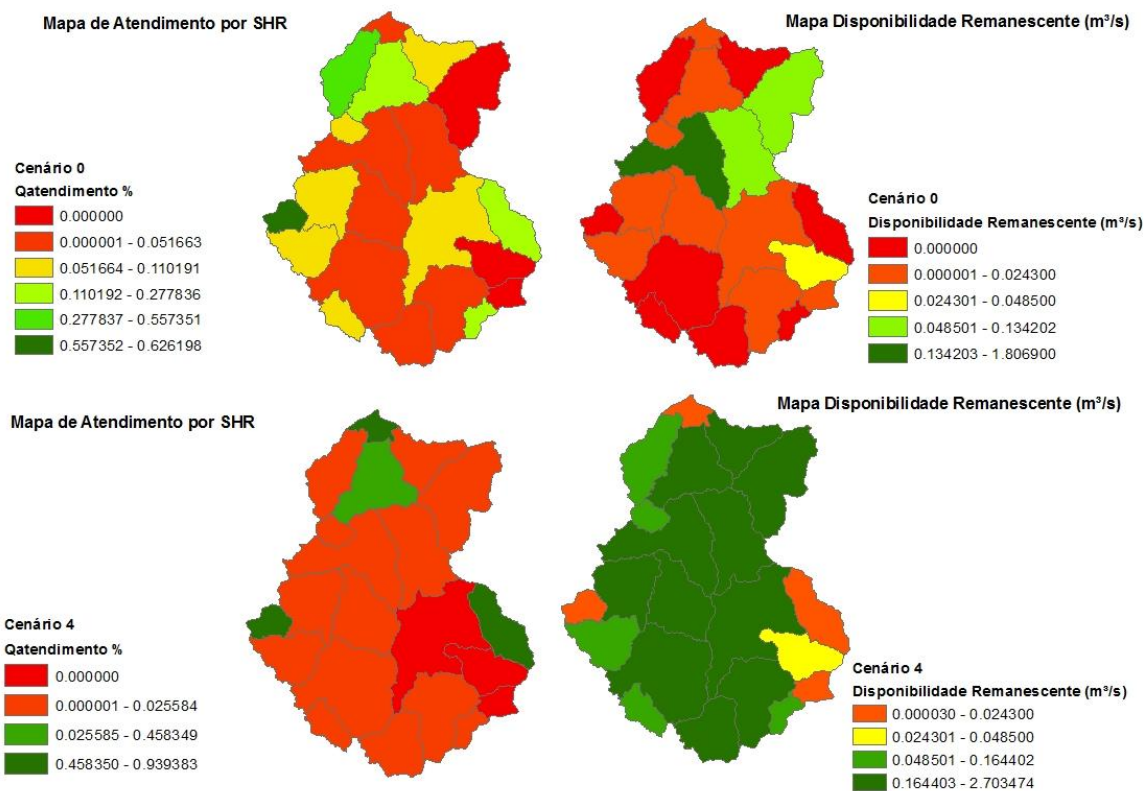 Mapa de Atendimento por SHR
Cenário 0
Qatendimento %
0.000000
0.000001 - 0.051663
0.051664 - 0.110191
0.110192 - 0.277836
0.277837 - 0.557351
0.557352 - 0.626198
Mapa Disponibilidade Remanescente (m³/s)
Cenário 0
Disponibilidade Remanescente (m³/s)
0.000000
0.000001 - 0.024300
0.024301 - 0.048500
0.048501 - 0.134202
0.134203 - 1.806900
Mapa de Atendimento por SHR
Cenário 4
Qatendimento %
0.000000
0.000001 - 0.025584
0.025585 - 0.458349
0.458350 - 0.939383
Mapa Disponibilidade Remanescente (m³/s)
Cenário 4
Disponibilidade Remanescente (m³/s)
0.000030 - 0.024300
0.024301 - 0.048500
0.048501 - 0.164402
0.164403 - 2.703474